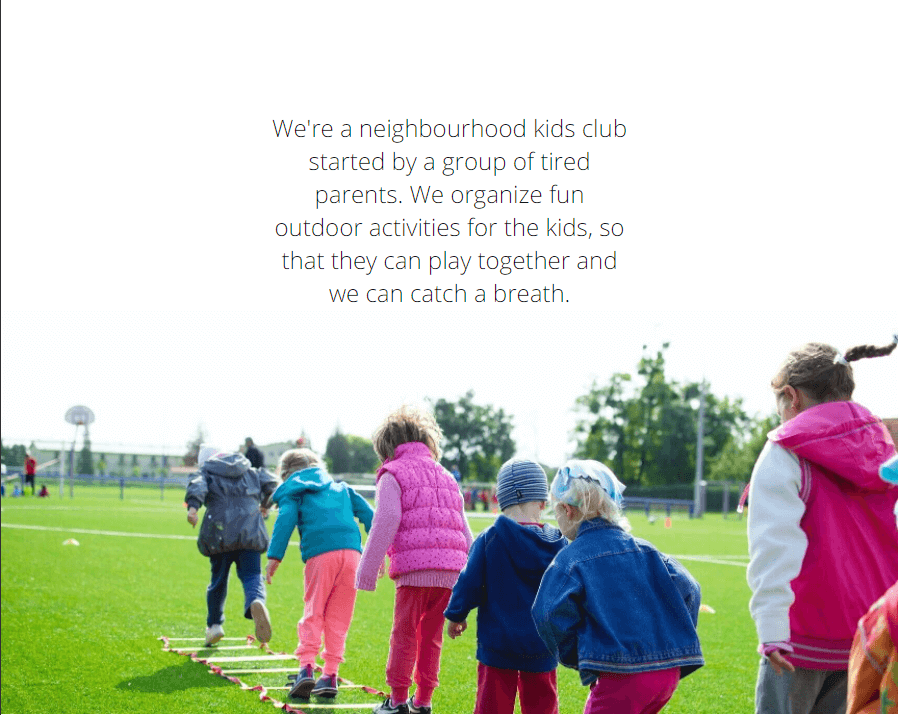 We're a neighbourhood kids club
started by a group of tired
parents. We organize fun
outdoor activities for the kids, so
that they can play together and
we can catch a breath.